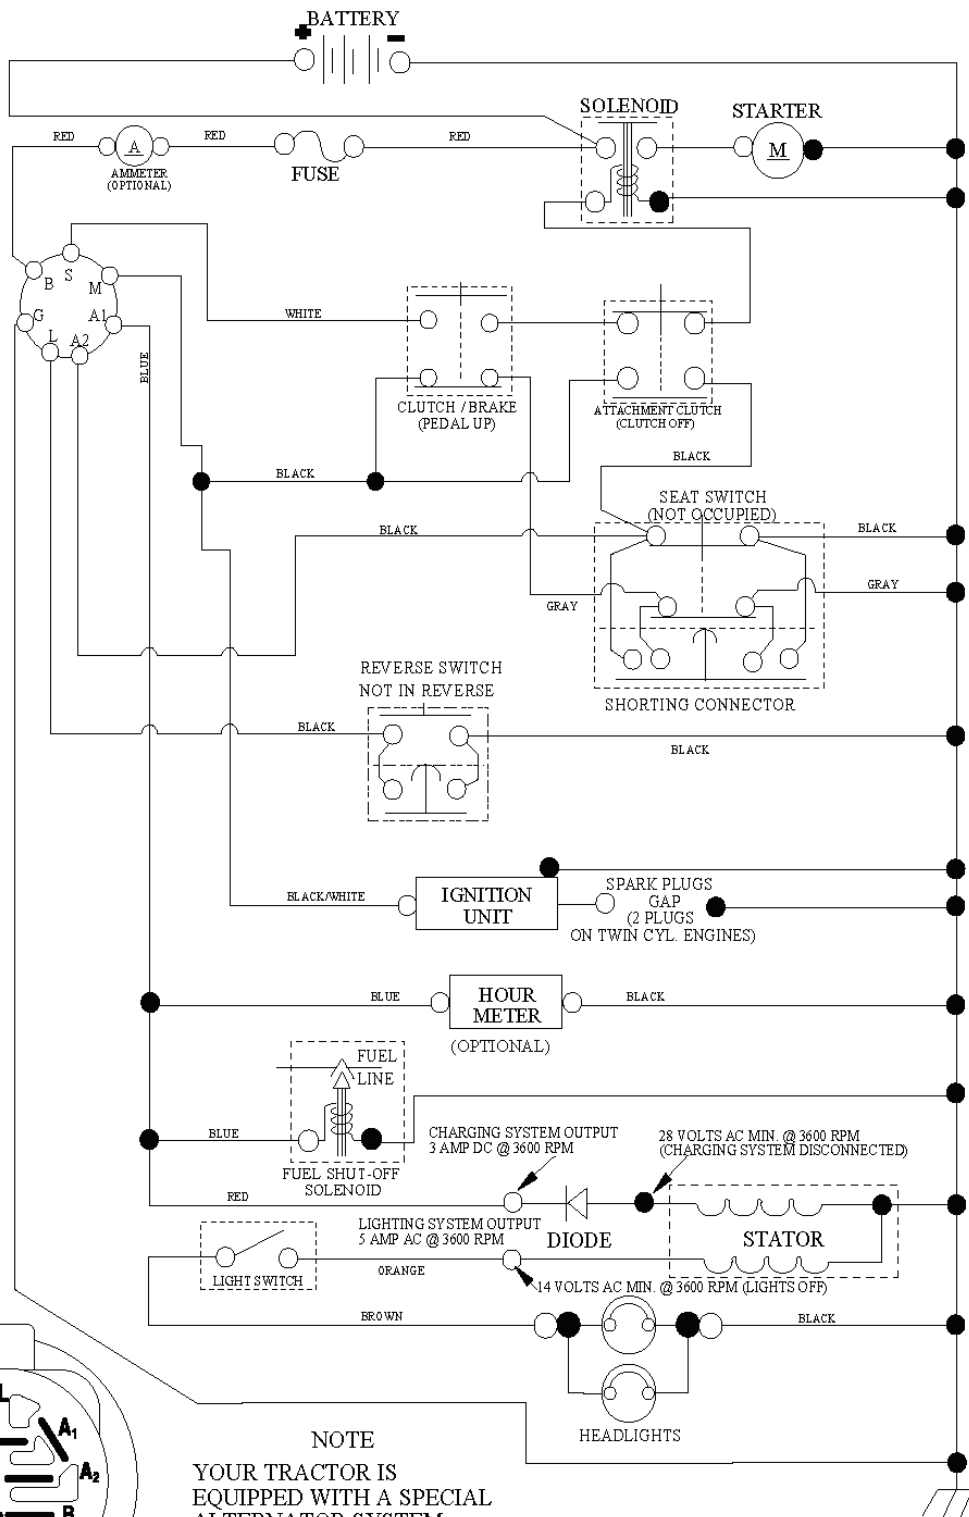 BATTERY
SOLENOID
STARTER
RED
RED
RED
A
M
AMMETER
(OPTIONAL)
FUSE
B
S
M
G
A1
L
A2
WHITE
BLUE
CLUTCH / BRAKE
(PEDAL UP)
ATTACHMENT CLUTCH
(CLUTCH OFF)
BLACK
BLACK
SEAT SWITCH
(NOT OCCUPIED)
BLACK
BLACK
GRAY
GRAY
REVERSE SWITCH
NOT IN REVERSE
SHORTING CONNECTOR
BLACK
BLACK
BLACK/WHITE
IGNITION
UNIT
SPARK PLUGS
GAP
(2 PLUGS
ON TWIN CYL. ENGINES)
BLUE
HOUR
METER
BLACK
(OPTIONAL)
FUEL
LINE
BLUE
FUEL SHUT-OFF
SOLENOID
CHARGING SYSTEM OUTPUT
3 AMP DC @ 3600 RPM
28 VOLTS AC MIN. @ 3600 RPM
(CHARGING SYSTEM DISCONNECTED)
RED
LIGHTING SYSTEM OUTPUT
5 AMP AC @ 3600 RPM
DIODE
STATOR
LIGHT SWITCH
ORANGE
14 VOLTS AC MIN. @ 3600 RPM (LIGHTS OFF)
BROWN
BLACK
HEADLIGHTS
L
A1
A2
B
NOTE
YOUR TRACTOR IS
EQUIPPED WITH A SPECIAL
ALTERNATOR SYSTEM